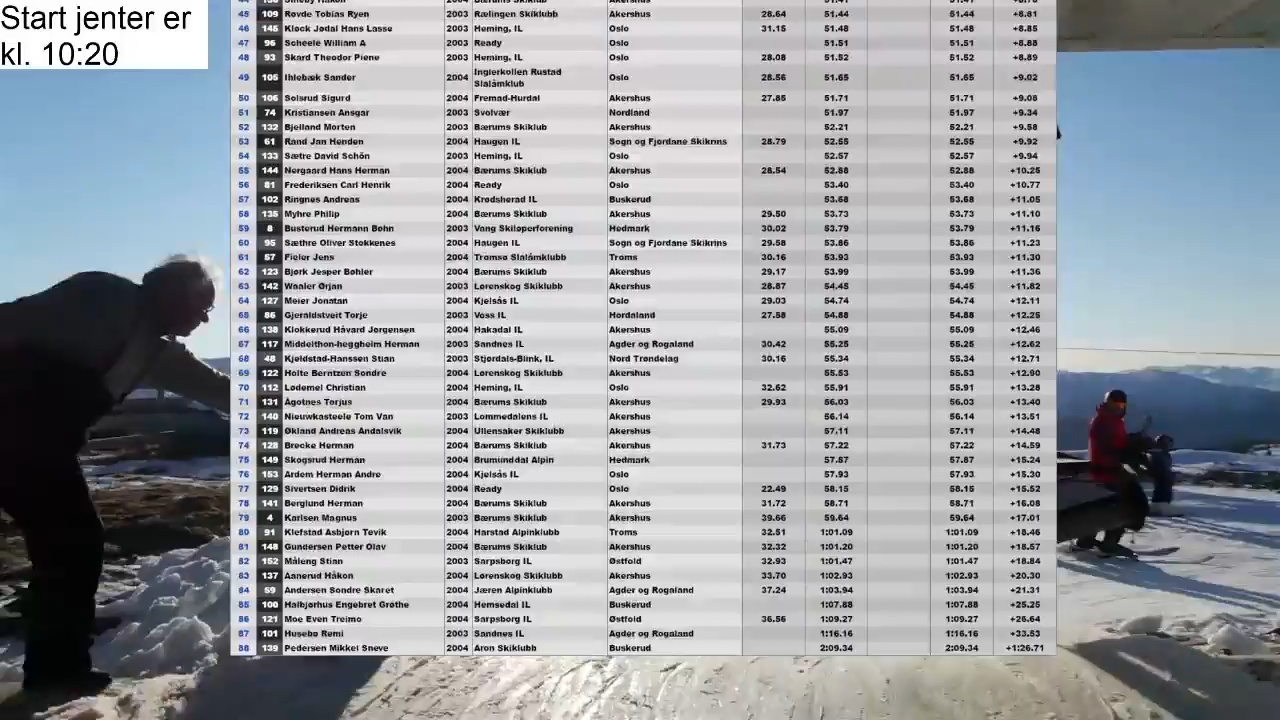 Start jenter er
kl. 10:20
45 109 Røvde Tobias Ryen 2003 Rælingen Skiklubb Akershus 28.64 51.44 51.44 +8.81
46 145 Klock Jødal Hans Lasse 2003 Heming, IL Oslo 31.15 51.48 51.48 +8.85
47 96 Scheele William A 2003 Ready Oslo 51.51 51.51 +8.88
48 93 Skard Theodor Piene 2003 Heming, IL Oslo 28.08 51.52 51.52 +8.89
49 105 Ihlebæk Sander 2004 Ingierkollen Rustad Slalåmklub Oslo 28.56 51.65 51.65 +9.02
50 106 Solsrud Sigurd 2004 Fremad-Hurdal Akershus 27.85 51.71 51.71 +9.08
51 74 Kristiansen Ansgar 2003 Svolvær Nordland 51.97 51.97 +9.34
52 132 Bjelland Morten 2003 Bærums Skiklub Akershus 52.21 52.21 +9.58
53 61 Rand Jan Henden 2004 Haugen IL Sogn og Fjordane Skikrins 28.79 52.55 52.55 +9.92
54 133 Sætre David Schön 2003 Heming, IL Oslo 52.57 52.57 +9.94
55 144 Nergaard Hans Herman 2004 Bærums Skiklub Akershus 28.54 52.88 52.88 +10.25
56 81 Frederiksen Carl Henrik 2004 Ready Oslo 53.40 53.40 +10.77
57 102 Ringnes Andreas 2004 Krødsherad IL Buskerud 53.68 53.68 +11.05
58 135 Myhre Philip 2004 Bærums Skiklub Akershus 29.50 53.73 53.73 +11.10
59 8 Busterud Hermann Bøhn 2003 Vang Skiløperforening Hedmark 30.02 53.79 53.79 +11.16
60 95 Sæthre Oliver Stokkenes 2004 Haugen IL Sogn og Fjordane Skikrins 29.58 53.86 53.86 +11.23
61 57 Fieler Jens 2004 Tromsø Slalåmklubb Troms 30.16 53.93 53.93 +11.30
62 123 Bjørk Jesper Bøhler 2004 Bærums Skiklub Akershus 29.17 53.99 53.99 +11.36
63 142 Waaler Ørjan 2003 Lørenskog Skiklubb Akershus 28.87 54.45 54.45 +11.82
64 127 Meier Jonatan 2004 Kjelsås IL Oslo 29.03 54.74 54.74 +12.11
65 86 Gjeraldstveit Torje 2003 Voss IL Hordaland 27.58 54.88 54.88 +12.25
66 138 Klokkerud Håvard Jørgensen 2004 Hakadal IL Akershus 55.09 55.09 +12.46
67 117 Middelthon-heggheim Herman 2003 Sandnes IL Agder og Rogaland 30.42 55.25 55.25 +12.62
68 48 Kjeldstad-Hanssen Stian 2003 Stjørdals-Blink, IL Nord Trøndelag 30.16 55.34 55.34 +12.71
69 122 Holte Berntzen Sondre 2004 Lørenskog Skiklubb Akershus 55.53 55.53 +12.90
70 112 Lødemel Christian 2004 Heming, IL Oslo 32.62 55.91 55.91 +13.28
71 131 Ågotnes Torjus 2004 Bærums Skiklub Akershus 29.93 56.03 56.03 +13.40
72 140 Nieuwkasteele Tom Van 2003 Lommedalens IL Akershus 56.14 56.14 +13.51
73 119 Økland Andreas Andalsvik 2004 Ullensaker Skiklubb Akershus 57.11 57.11 +14.48
74 128 Brecke Herman 2004 Bærums Skiklub Akershus 31.73 57.22 57.22 +14.59
75 149 Skogsrud Herman 2004 Brumunddal Alpin Hedmark 57.87 57.87 +15.24
76 153 Ardem Herman Andre 2004 Kjelsås IL Oslo 57.93 57.93 +15.30
77 129 Sivertsen Didrik 2004 Ready Oslo 22.49 58.15 58.15 +15.52
78 141 Berglund Herman 2004 Bærums Skiklub Akershus 31.72 58.71 58.71 +16.08
79 4 Karlsen Magnus 2003 Bærums Skiklub Akershus 39.66 59.64 59.64 +17.01
80 91 Klefstad Asbjørn Tevik 2004 Harstad Alpinklubb Troms 32.51 1:01.09 1:01.09 +18.46
81 148 Gundersen Petter Olav 2004 Bærums Skiklub Akershus 32.32 1:01.20 1:01.20 +18.57
82 152 Måleng Stian 2003 Sarpsborg IL Østfold 32.93 1:01.47 1:01.47 +18.84
83 137 Aanerud Håkon 2004 Lørenskog Skiklubb Akershus 33.70 1:02.93 1:02.93 +20.30
84 59 Andersen Sondre Skaret 2004 Jæren Alpinklubb Agder og Rogaland 37.24 1:03.94 1:03.94 +21.31
85 100 Halbjørhus Engebret Grøthe 2004 Hemsedal IL Buskerud 1:07.88 1:07.88 +25.25
86 121 Moe Even Treimo 2004 Sarpsborg IL Østfold 36.56 1:09.27 1:09.27 +26.64
87 101 Husebø Remi 2003 Sandnes IL Agder og Rogaland 1:16.16 1:16.16 +33.53
88 139 Pedersen Mikkel Sneve 2004 Ål Skiklubb Buskerud 2:09.34 2:09.34 +1:26.71